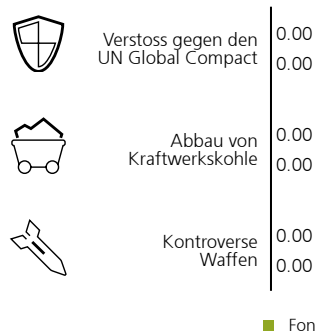 Verstoss gegen den
UN Global Compact
0.00
0.00
Abbau von
Kraftwerkskohle
0.00
0.00
Kontroverse
Waffen
0.00
0.00
Fon